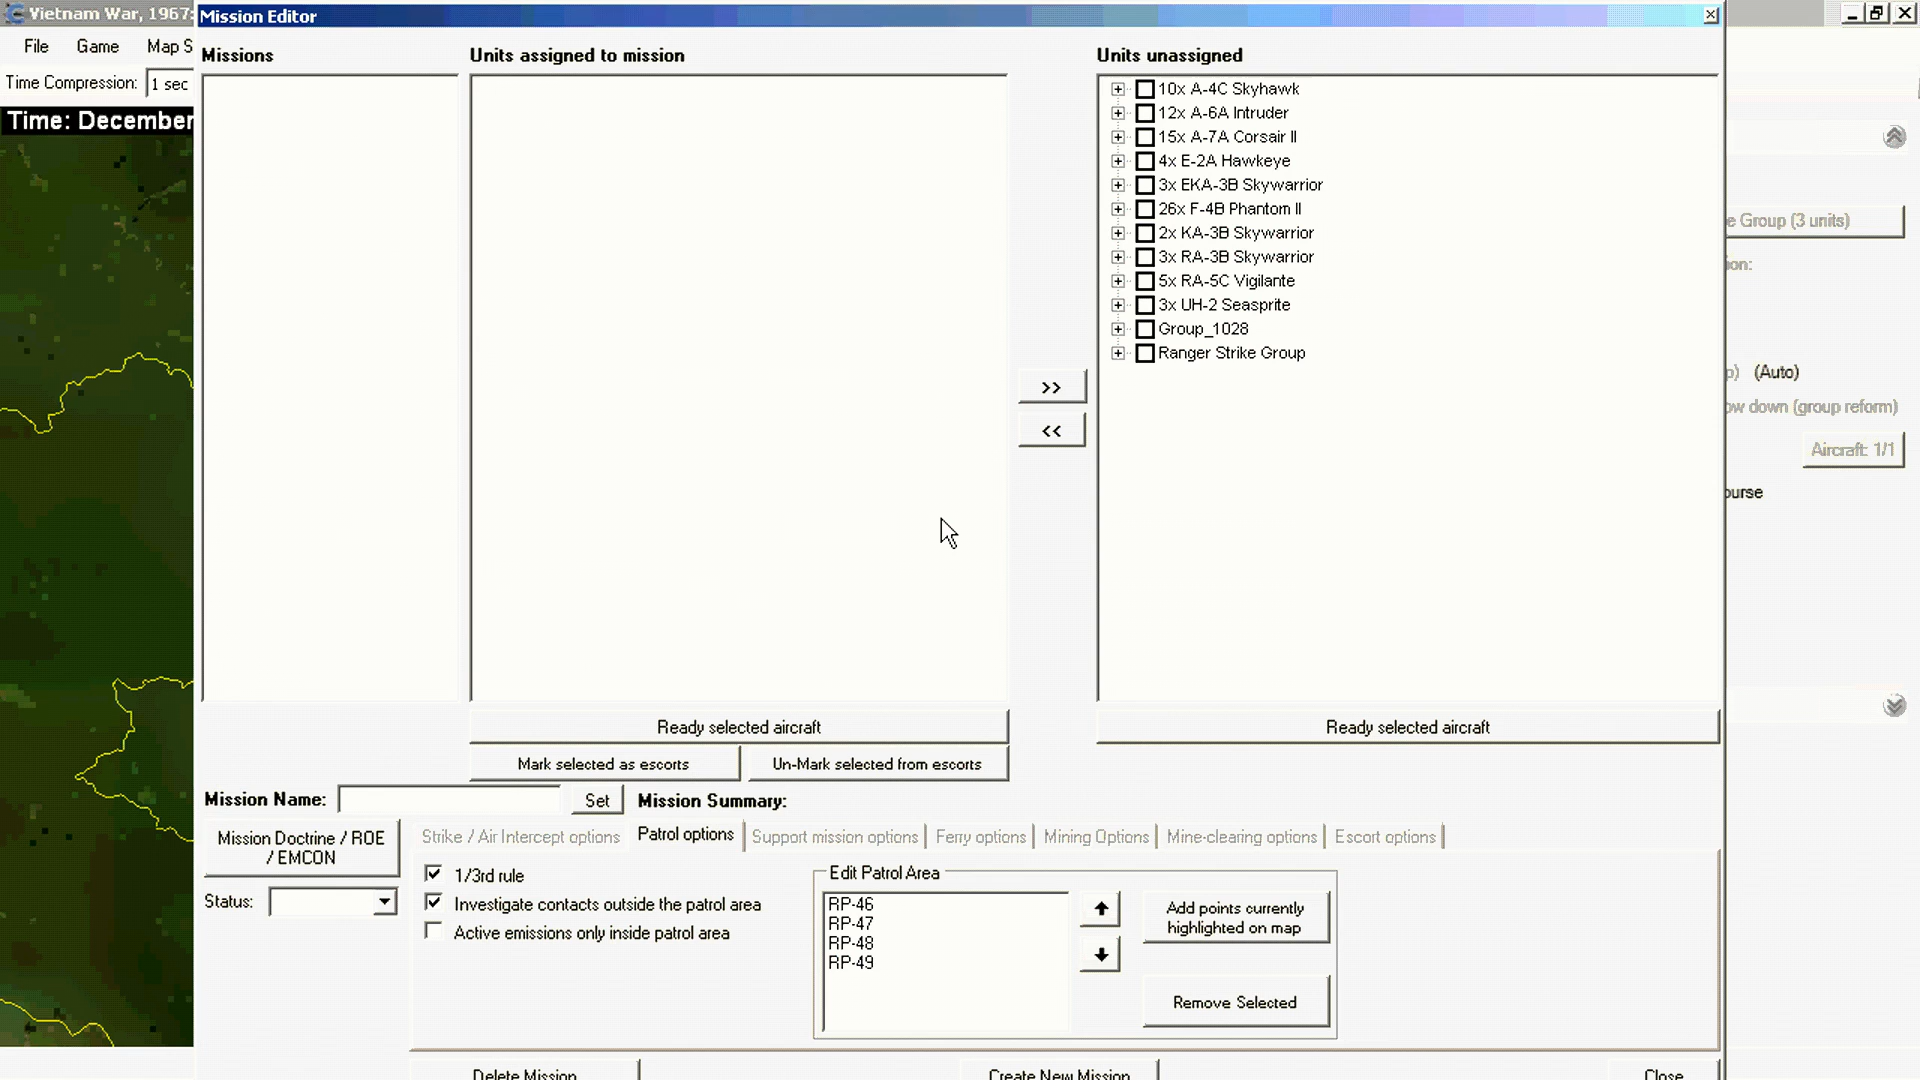 Vietnam War, 1967:
Mission Editor
File
Game
Map S
Time Compression:
1 sec
Time: December
Missions
Units assigned to mission
Units unassigned
10x A-4C Skyhawk
12x A-6A Intruder
15x A-7A Corsair II
4x E-2A Hawkeye
3x EKA-3B Skywarrior
26x F-4B Phantom II
2x KA-3B Skywarrior
3x RA-3B Skywarrior
5x RA-5C Vigilante
3x UH-2 Seasprite
Group_1028
Ranger Strike Group
>>
<<
e Group (3 units)
ion:
p) (Auto)
ow down (group reform)
Aircraft: 1/1
ourse
Ready selected aircraft
Ready selected aircraft
Mark selected as escorts
Un-Mark selected from escorts
Mission Name:
Set
Mission Summary:
Mission Doctrine / ROE
/ EMCON
Status:
Strike / Air Intercept options
Patrol options
Support mission options
Ferry options
Mining Options
Mine-clearing options
Escort options
1/3rd rule
Investigate contacts outside the patrol area
Active emissions only inside patrol area
Edit Patrol Area
RP-46
RP-47
RP-48
RP-49
Add points currently
highlighted on map
Remove Selected
Delete Mission
Create New Mission
Close